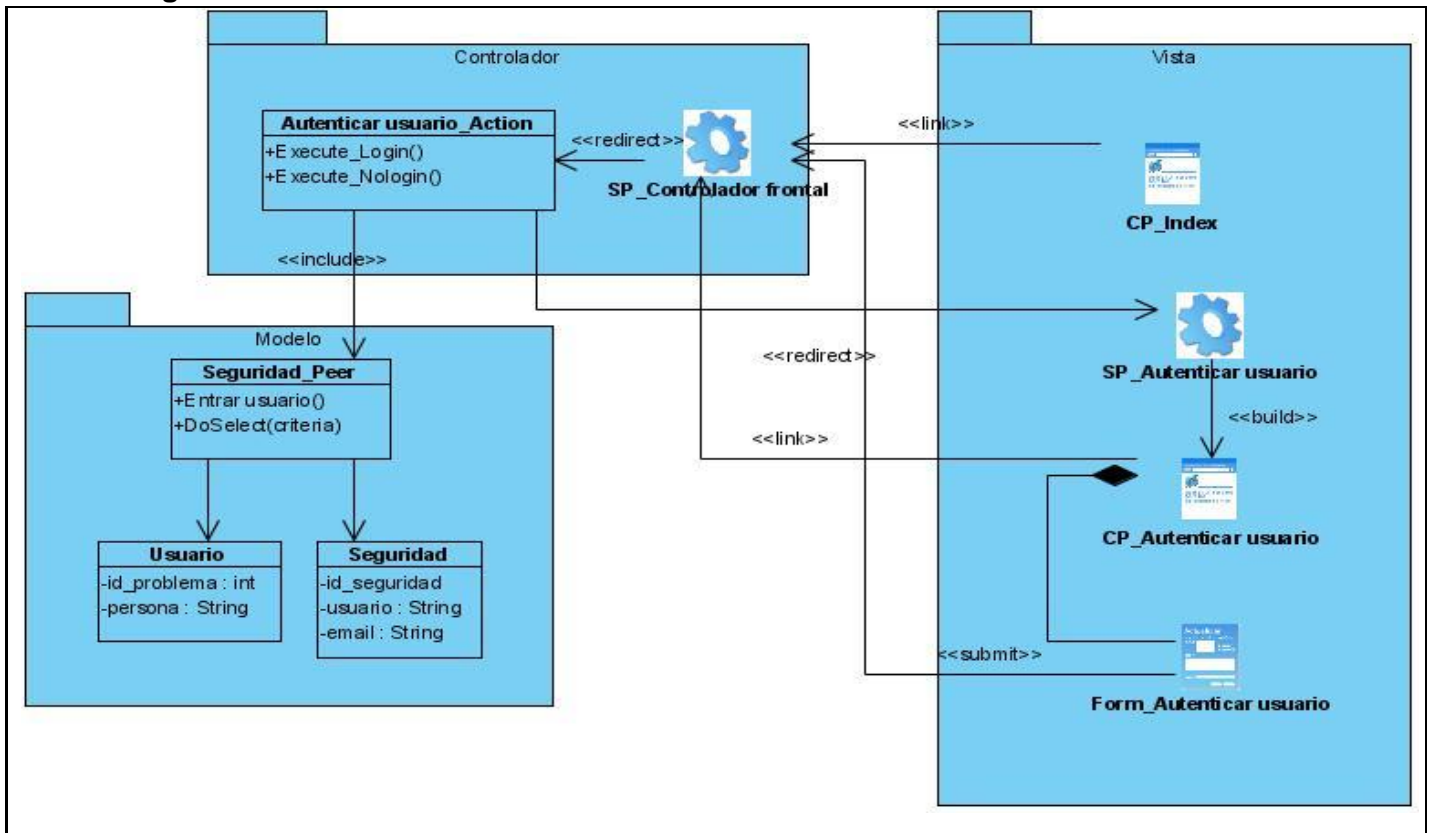 Controlador
Autenticar usuario_Action
+Execute_Login()
+Execute_Nologin()
<<redirect>>
SP_Controlador frontal
<<link>>
<<include>>
Vista
CP_Index
SP_Autenticar usuario
<<redirect>>
<<build>>
<<link>>
CP_Autenticar usuario
<<submit>>
Form_Autenticar usuario
Modelo
Seguridad_Peer
+Entrar usuario()
+DoSelect(criteria)
Usuario
-id_problema : int
-persona : String
Seguridad
-id_seguridad
-usuario : String
-email : String